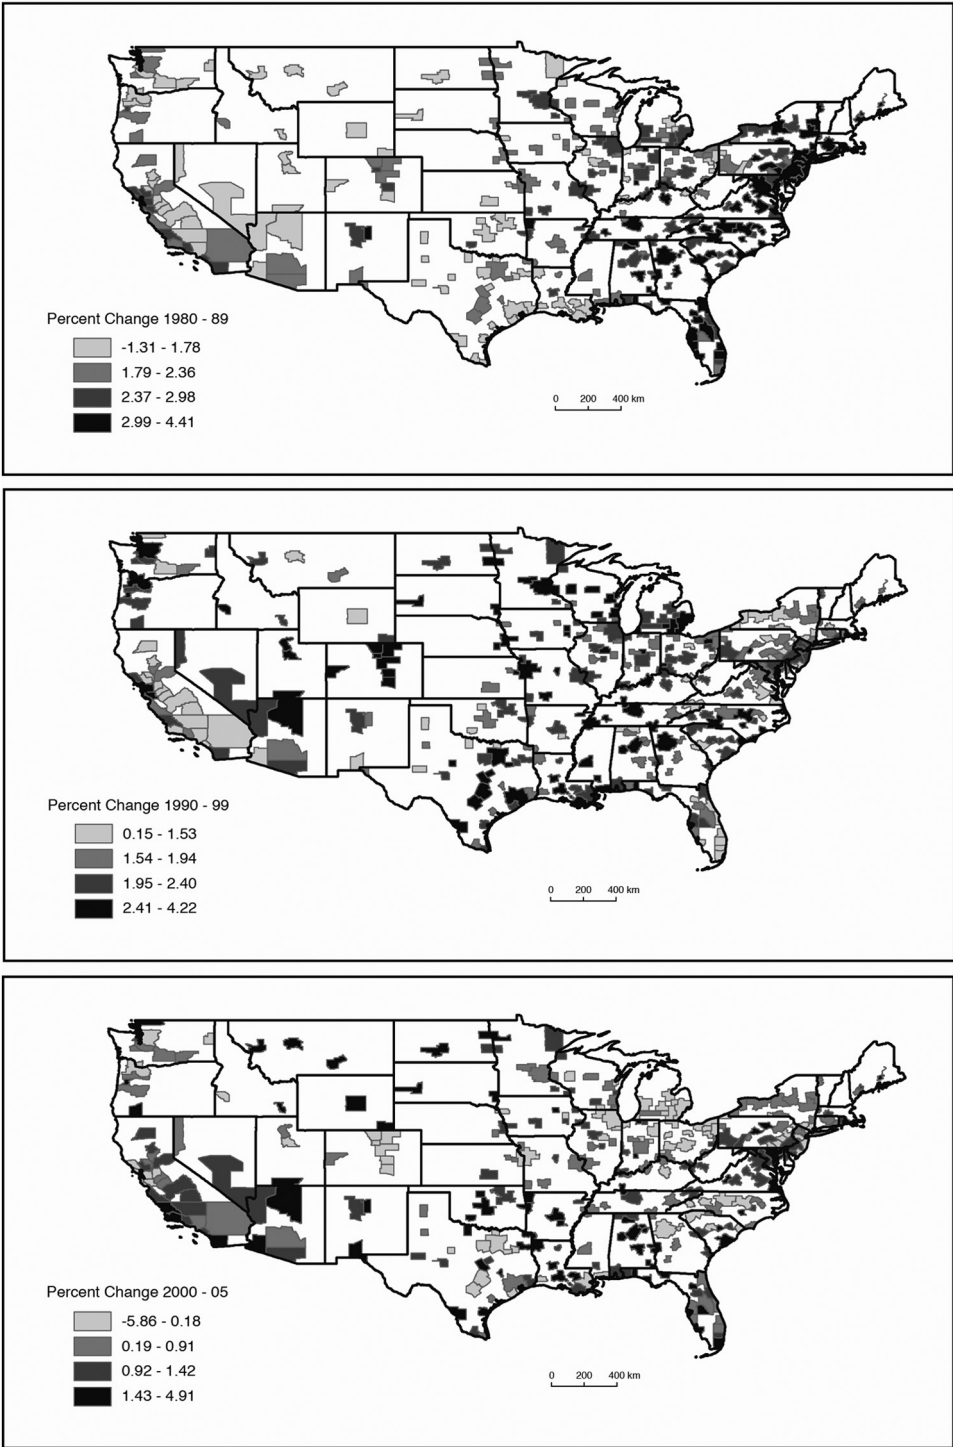 Percent Change 1980 - 89
-1.31 - 1.78
1.79 - 2.36
2.37 - 2.98
2.99 - 4.41
0 200 400 km
Percent Change 1990 - 99
0.15 - 1.53
1.54 - 1.94
1.95 - 2.40
2.41 - 4.22
0 200 400 km
Percent Change 2000 - 05
-5.86 - 0.18
0.19 - 0.91
0.92 - 1.42
1.43 - 4.91
0 200 400 km